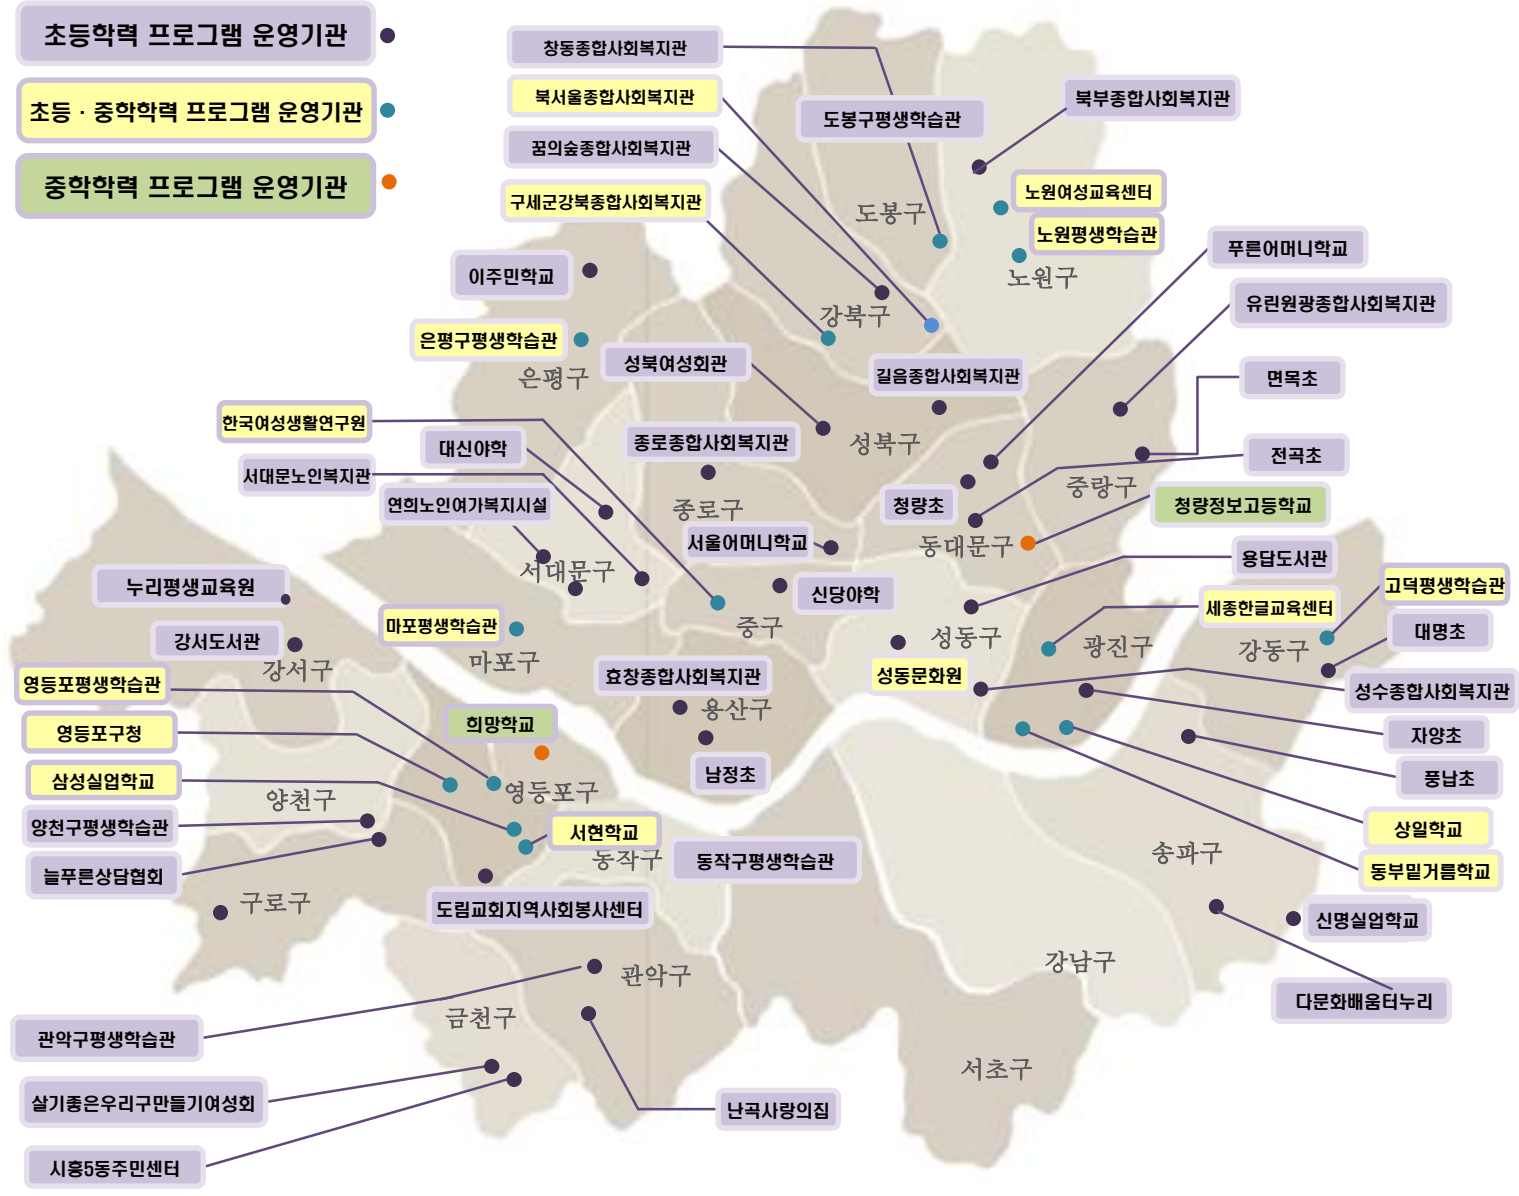 초등학력 프로그램 운영기관
초등 · 중학학력 프로그램 운영기관
중학학력 프로그램 운영기관
창동종합사회복지관
북서울종합사회복지관
꿈의숲종합사회복지관
구세군강북종합사회복지관
도봉구평생학습관
북부종합사회복지관
노원여성교육센터
노원평생학습관
도봉구
노원구
푸른어머니학교
유린원광종합사회복지관
이주민학교
은평구평생학습관
은평구
강북구
성북여성회관
길음종합사회복지관
면목초
한국여성생활연구원
대신야학
종로종합사회복지관
성북구
전곡초
서대문노인복지관
연희노인여가복지시설
종로구
청량초
중랑구
청량정보고등학교
서울어머니학교
동대문구
용답도서관
서대문구
누리평생교육원
신당야학
고덕평생학습관
세종한글교육센터
마포평생학습관
중구
성동구
광진구
강동구
대명초
강서도서관
강서구
마포구
효창종합사회복지관
성동문화원
영등포평생학습관
성수종합사회복지관
용산구
영등포구청
희망학교
자양초
남정초
풍납초
삼성실업학교
양천구
영등포구
양천구평생학습관
서현학교
상일학교
동작구
동작구평생학습관
송파구
늘푸른상담협회
동부밑거름학교
구로구
도림교회지역사회봉사센터
신명실업학교
관악구
강남구
다문화배움터누리
금천구
관악구평생학습관
서초구
살기좋은우리구만들기여성회
난곡사랑의집
시흥5동주민센터